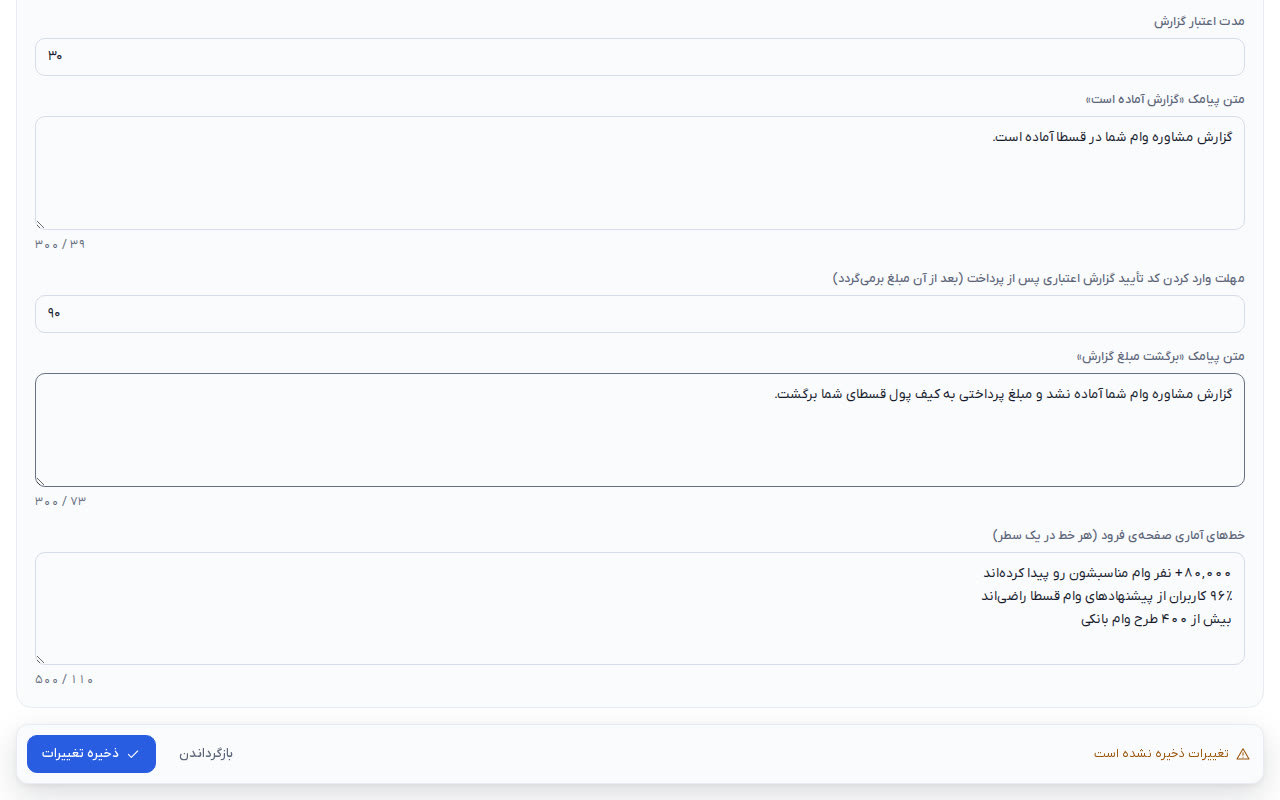 مدت اعتبار گزارش
۳۰
متن پیامک «گزارش آماده است»
گزارش مشاوره وام شما در قسطا آماده است.
۳۹ / ۳۰۰
مهلت وارد کردن کد تأیید گزارش اعتباری پس از پرداخت (بعد از آن مبلغ برمی‌گردد)
۹۰
متن پیامک «برگشت مبلغ گزارش»
گزارش مشاوره وام شما آماده نشد و مبلغ پرداختی به کیف پول قسطای شما برگشت.
۷۳ / ۳۰۰
خط‌های آماری صفحه‌ی فرود (هر خط در یک سطر)
۸۰,۰۰۰+ نفر وام مناسبشون رو پیدا کرده‌اند
۹۶٪ کاربران از پیشنهادهای وام قسطا راضی‌اند
بیش از ۴۰۰ طرح وام بانکی
۱۱۰ / ۵۰۰
تغییرات ذخیره نشده است
بازگرداندن
ذخیره تغییرات